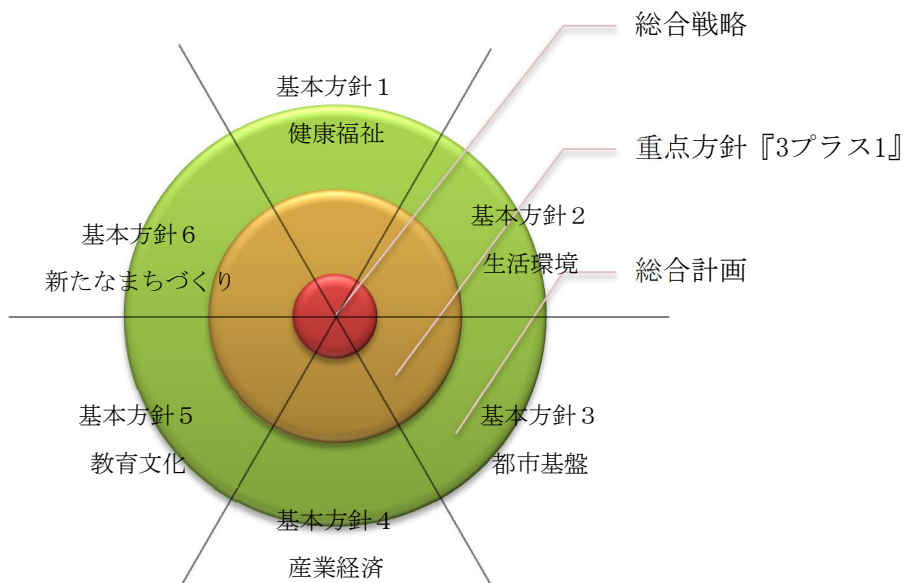 総合戦略
重点方針『3プラス1』
総合計画
基本方針１
健康福祉
基本方針２
生活環境
基本方針３
都市基盤
基本方針４
産業経済
基本方針５
教育文化
基本方針６
新たなまちづくり